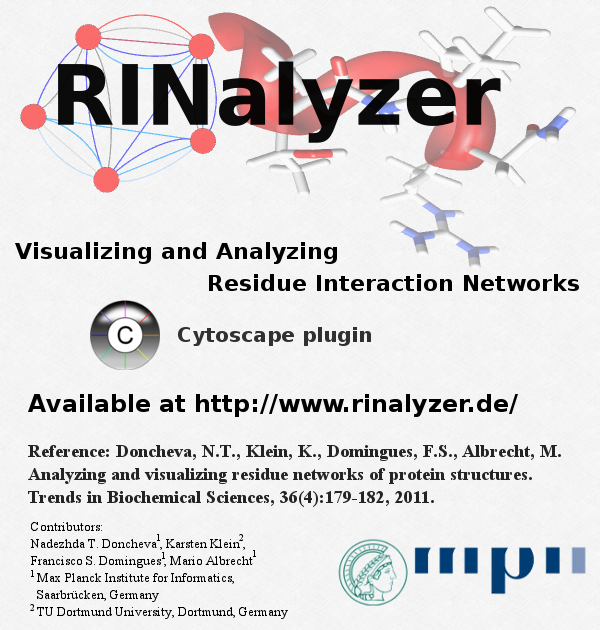 RINalyzer
Visualizing and Analyzing
Residue Interaction Networks
C
Cytoscape plugin
Available at http://www.rinalyzer.de/
Reference: Doncheva, N.T., Klein, K., Domingues, F.S., Albrecht, M.
Analyzing and visualizing residue networks of protein structures.
Trends in Biochemical Sciences, 36(4):179-182, 2011.
Contributors:
Nadezhda T. Doncheva¹, Karsten Klein²,
Francisco S. Domingues¹, Mario Albrecht¹
¹ Max Planck Institute for Informatics,
Saarbrücken, Germany
² TU Dortmund University, Dortmund, Germany
mpii